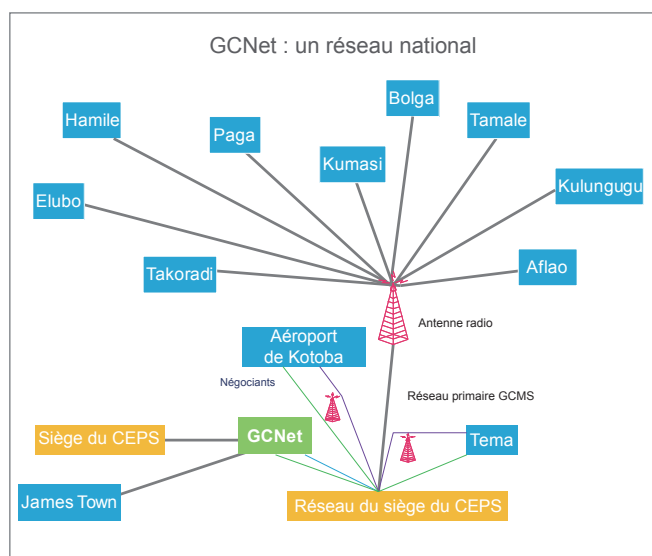 GCNet : un réseau national
Bolga
Hamile
Tamale
Paga
Kumasi
Kulungugu
Elubo
Takoradi
Aflao
Antenne radio
Aéroport
de Kotoba
Négociants
Réseau primaire GCMS
Siège du CEPS
GCNet
Tema
James Town
Réseau du siège du CEPS